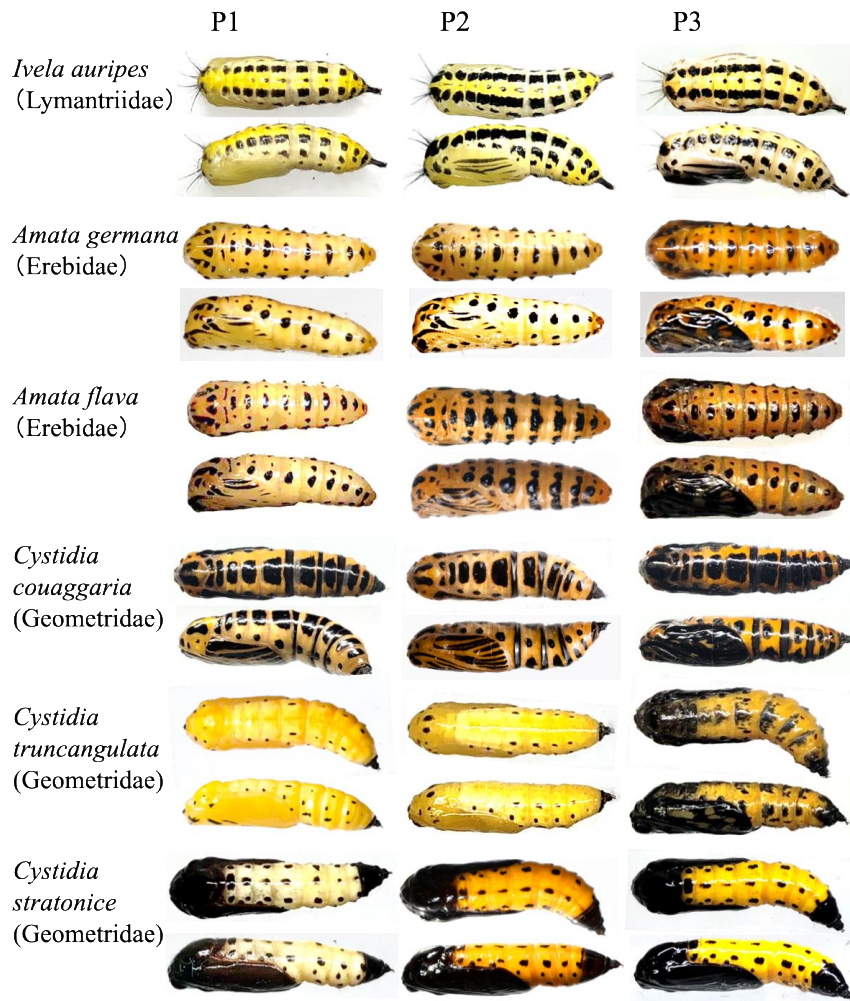 P1 P2 P3
Ivela auripes
(Lymantriidae)
Amata germana
(Erebidae)
Amata flava
(Erebidae)
Cystidia
couaggaria
(Geometridae)
Cystidia
truncangulata
(Geometridae)
Cystidia
stratonice
(Geometridae)